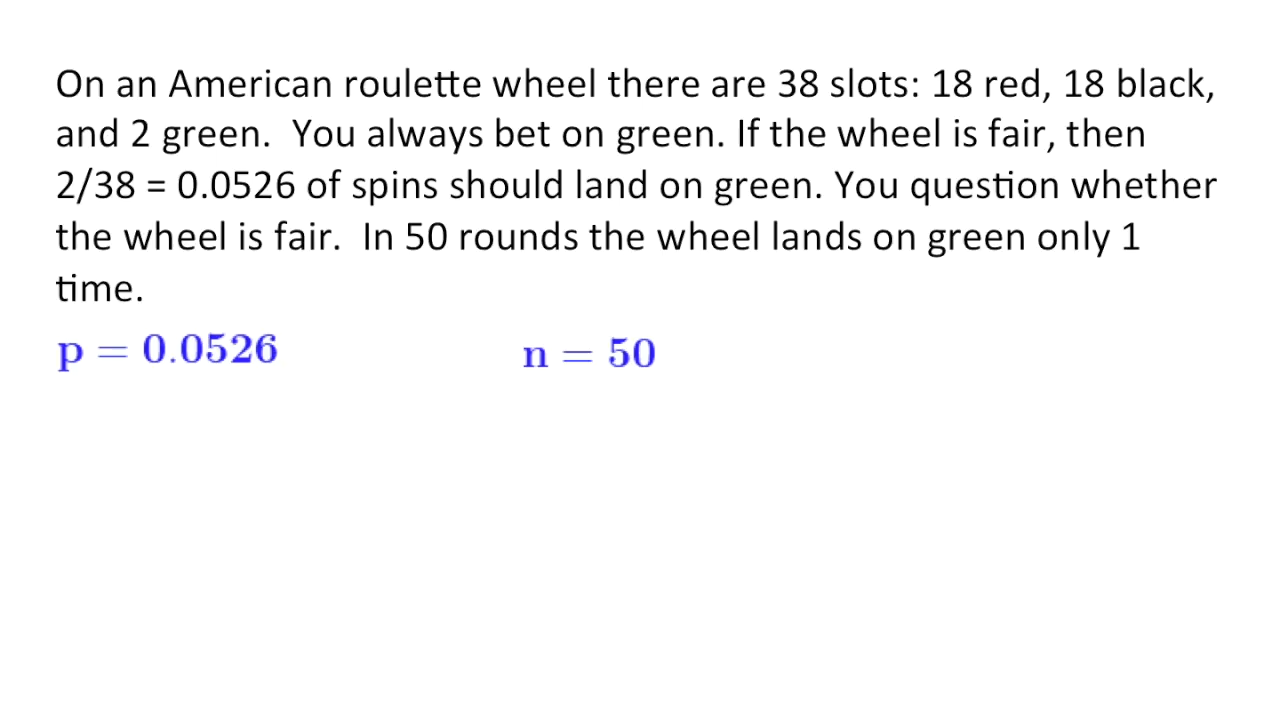 On an American roulette wheel there are 38 slots: 18 red, 18 black,
and 2 green.  You always bet on green. If the wheel is fair, then
2/38 = 0.0526 of spins should land on green. You question whether
the wheel is fair.  In 50 rounds the wheel lands on green only 1
time.
p = 0.0526 n = 50